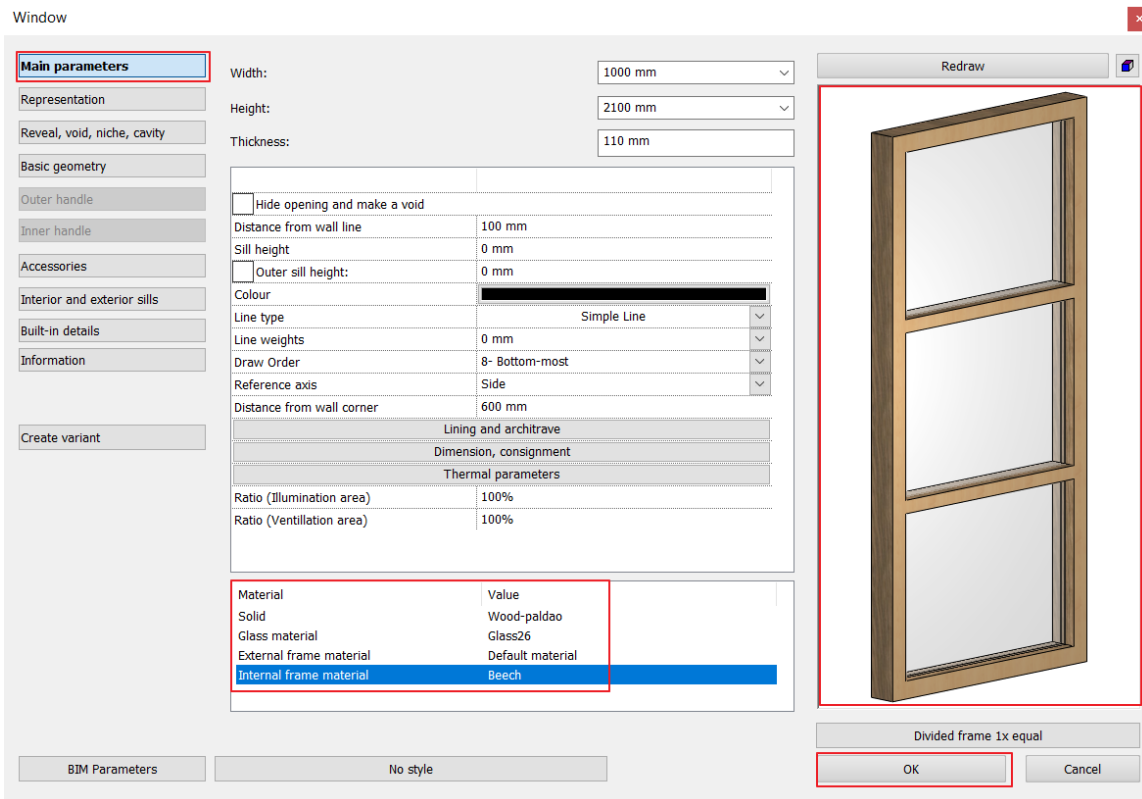 Window
Main parameters
Representation
Reveal, void, niche, cavity
Basic geometry
Outer handle
Inner handle
Accessories
Interior and exterior sills
Built-in details
Information
Create variant
BIM Parameters
Width: 1000 mm
Height: 2100 mm
Thickness: 110 mm
Hide opening and make a void
Distance from wall line 100 mm
Sill height 0 mm
Outer sill height: 0 mm
Colour
Line type Simple Line
Line weights 0 mm
Draw Order 8- Bottom-most
Reference axis Side
Distance from wall corner 600 mm
Lining and architrave
Dimension, consignment
Thermal parameters
Ratio (Illumination area) 100%
Ratio (Ventillation area) 100%
Material Value
Solid Wood-paldao
Glass material Glass26
External frame material Default material
Internal frame material Beech
No style
Redraw
Divided frame 1x equal
OK Cancel